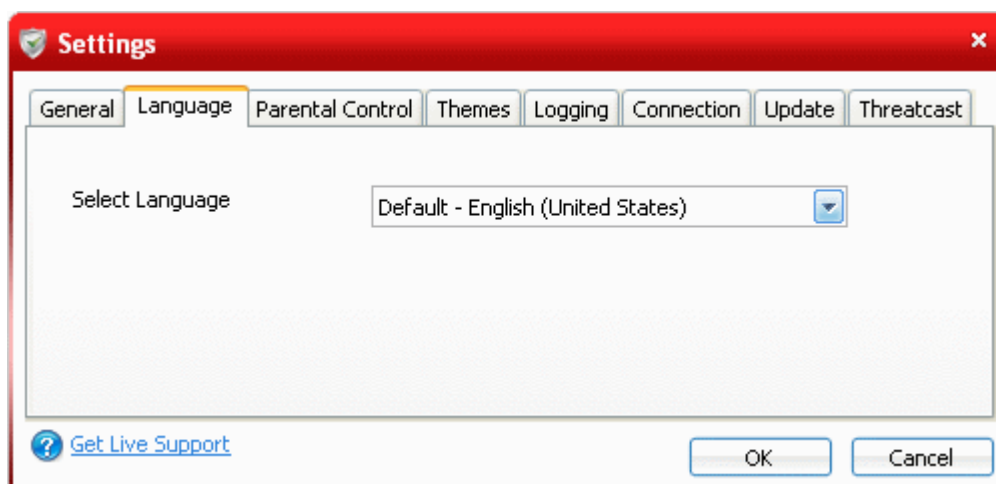 Settings
General Language Parental Control Themes Logging Connection Update Threatcast
Select Language Default - English (United States)
Get Live Support OK Cancel